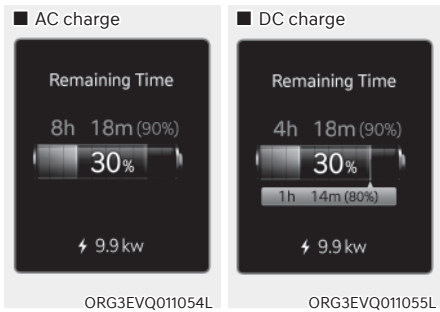 ■ AC charge
Remaining Time
8h 18m (90%)
30%
9.9 kw
ORG3EVQ011054L
■ DC charge
Remaining Time
4h 18m (90%)
30%
1h 14m (80%)
9.9 kw
ORG3EVQ011055L